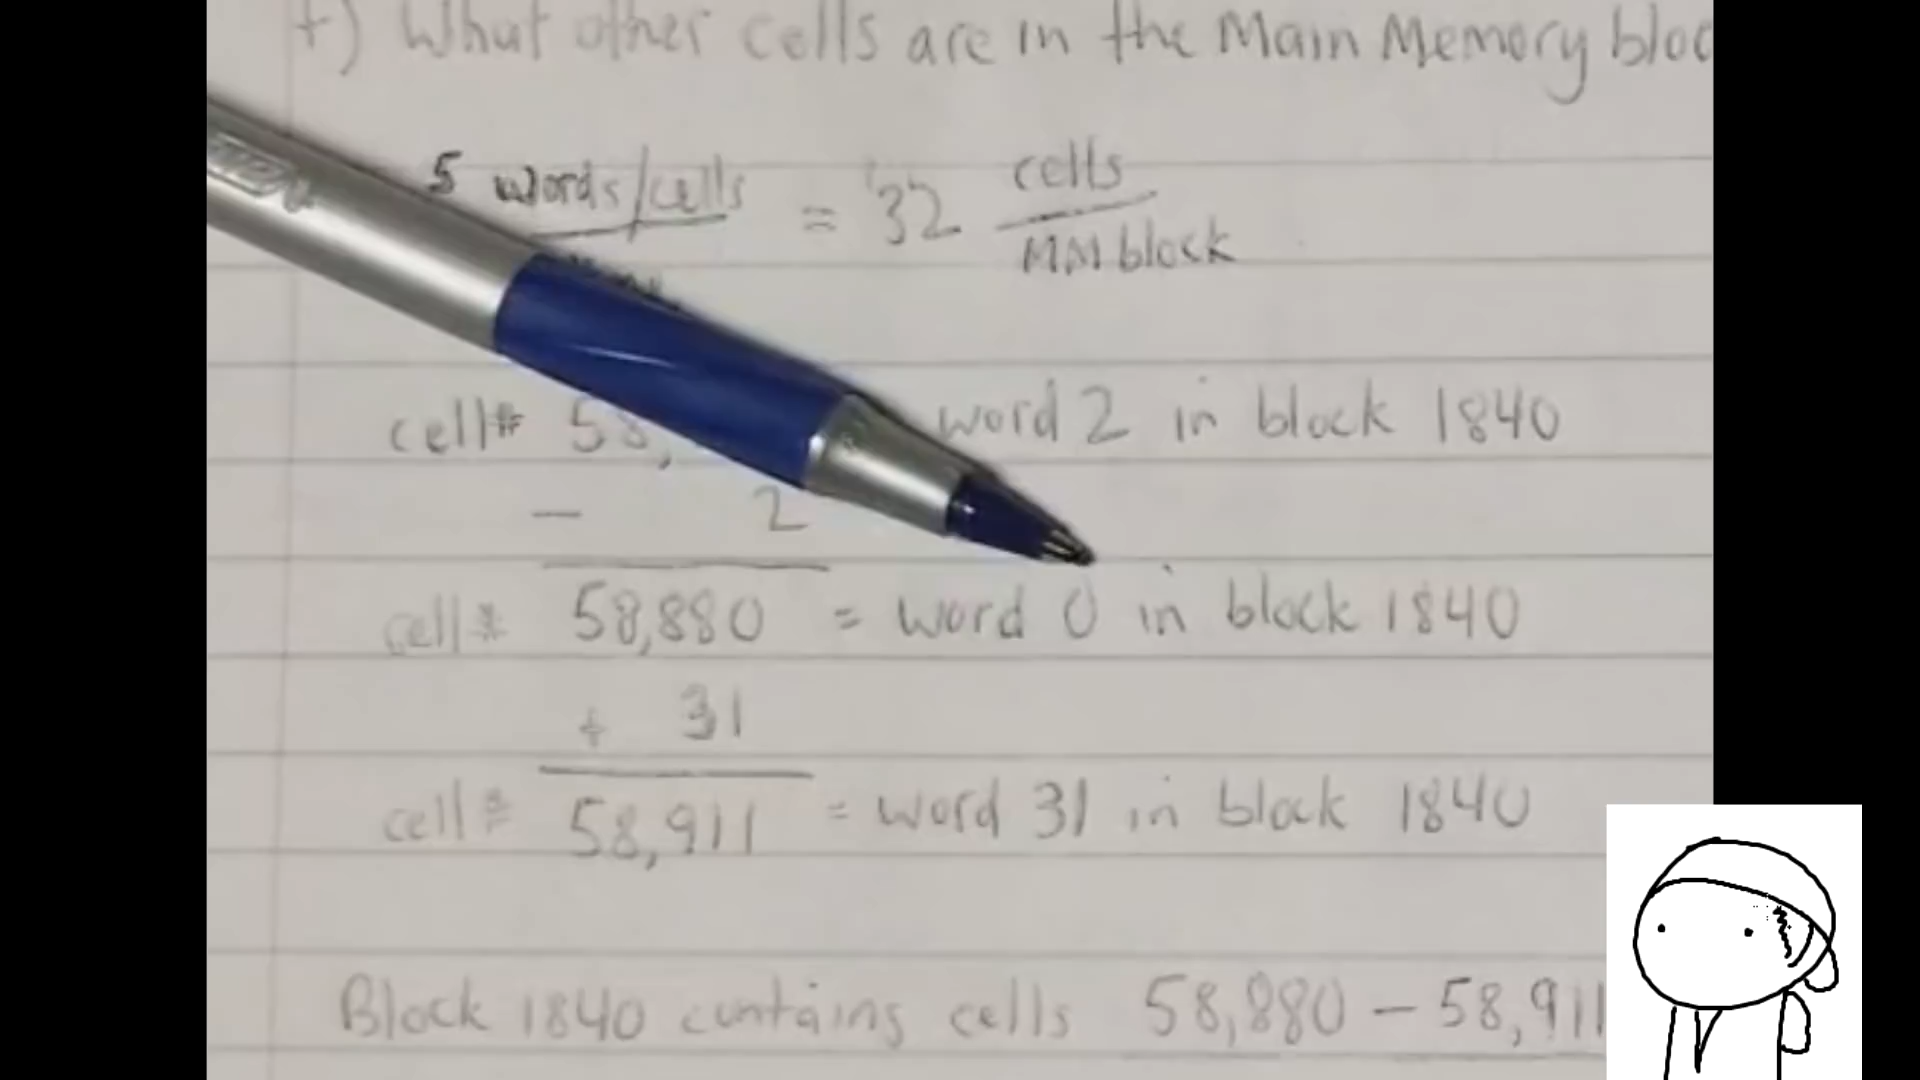 f) What other cells are in the Main Memory bloc
5 words/cells = 32 cells
MM block
cell# 58, word 2 in block 1840
— 2
cell# 58,880 = word 0 in block 1840
+ 31
cell# 58,911 = word 31 in block 1840
Block 1840 contains cells 58,880 – 58,911